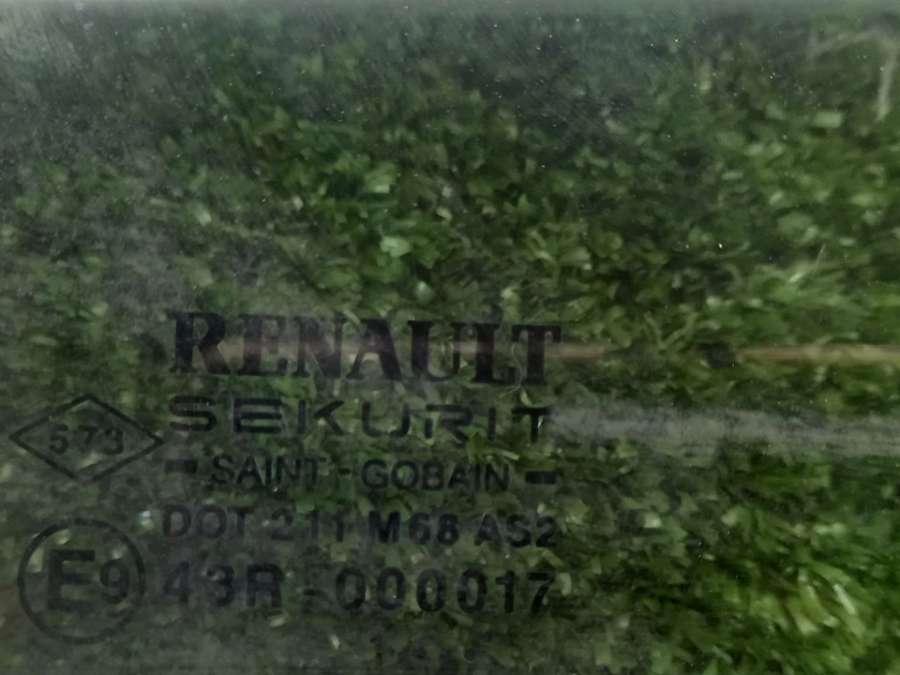 RENAULT
SEKURIT
573
SAINT-GOBAIN
DOT 211 M68 AS2
E9 43R-000017